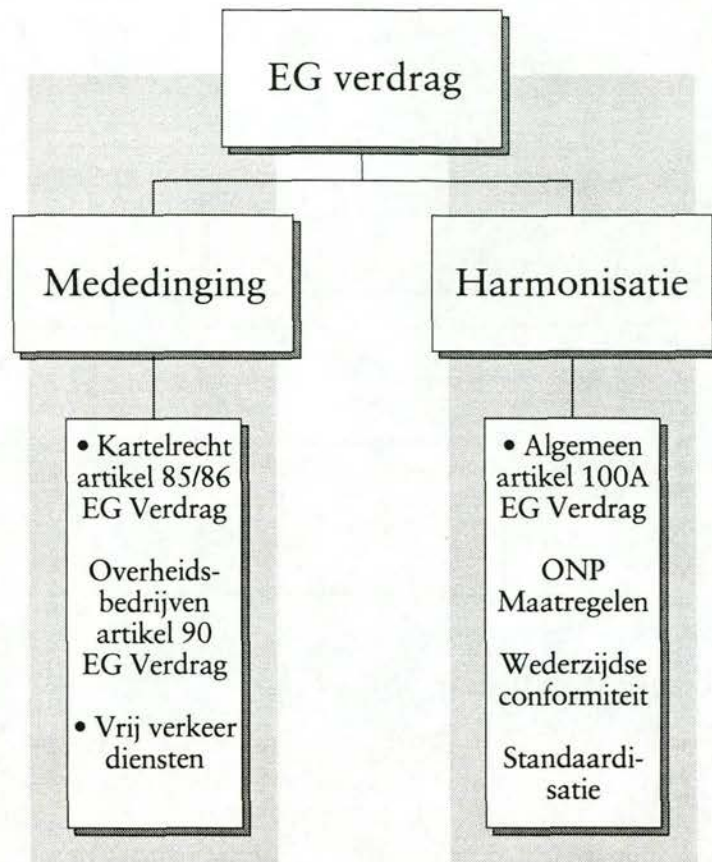 EG verdrag
Mededinging
Harmonisatie
• Kartelrecht
artikel 85/86
EG Verdrag
Overheids-
bedrijven
artikel 90
EG Verdrag
• Vrij verkeer
diensten
• Algemeen
artikel 100A
EG Verdrag
ONP
Maatregelen
Wederzijdse
conformiteit
Standaardi-
satie